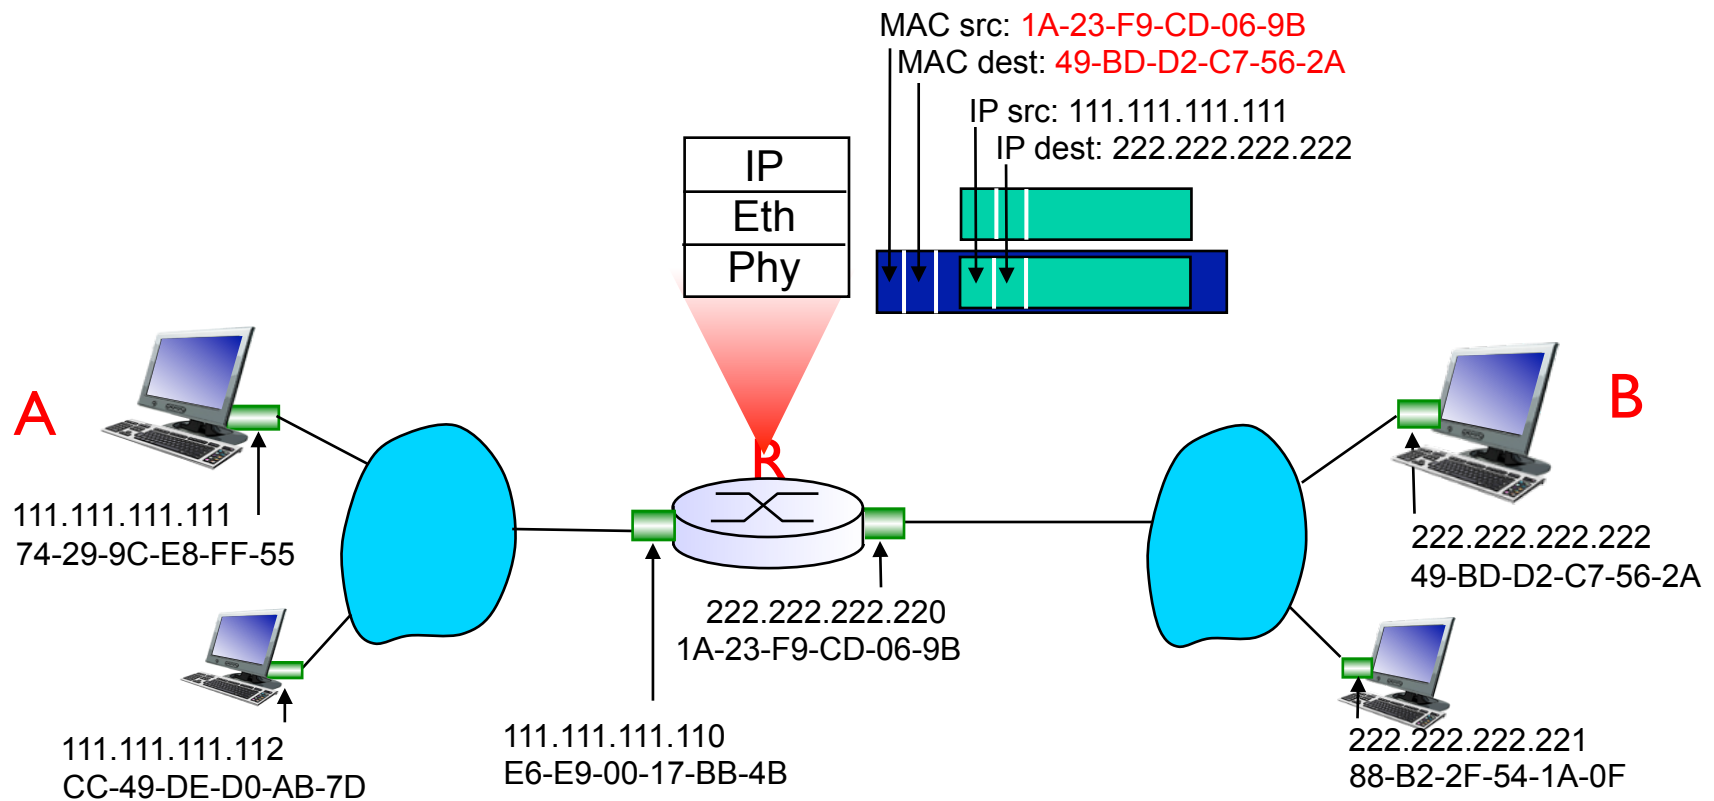 MAC src: 1A-23-F9-CD-06-9B
MAC dest: 49-BD-D2-C7-56-2A
IP src: 111.111.111.111
IP dest: 222.222.222.222
IP
Eth
Phy
A
B
R
111.111.111.111
74-29-9C-E8-FF-55
222.222.222.222
49-BD-D2-C7-56-2A
222.222.222.220
1A-23-F9-CD-06-9B
111.111.111.112
CC-49-DE-D0-AB-7D
111.111.111.110
E6-E9-00-17-BB-4B
222.222.222.221
88-B2-2F-54-1A-0F